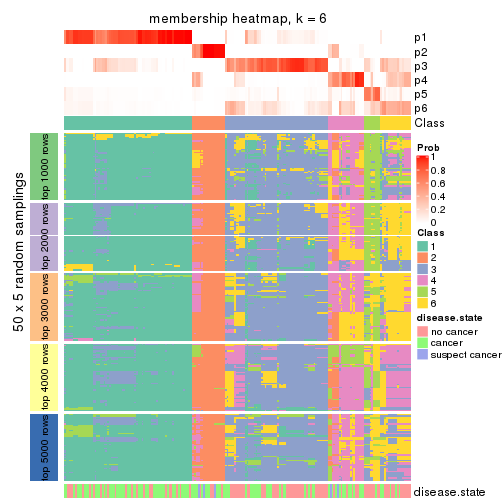 membership heatmap, k = 6
p1
p2
p3
p4
p5
p6
Class
50 x 5 random samplings
top 1000 rows
top 2000 rows
top 3000 rows
top 4000 rows
top 5000 rows
Prob
1
0.8
0.6
0.4
0.2
0
Class
1
2
3
4
5
6
disease.state
no cancer
cancer
suspect cancer
disease.state